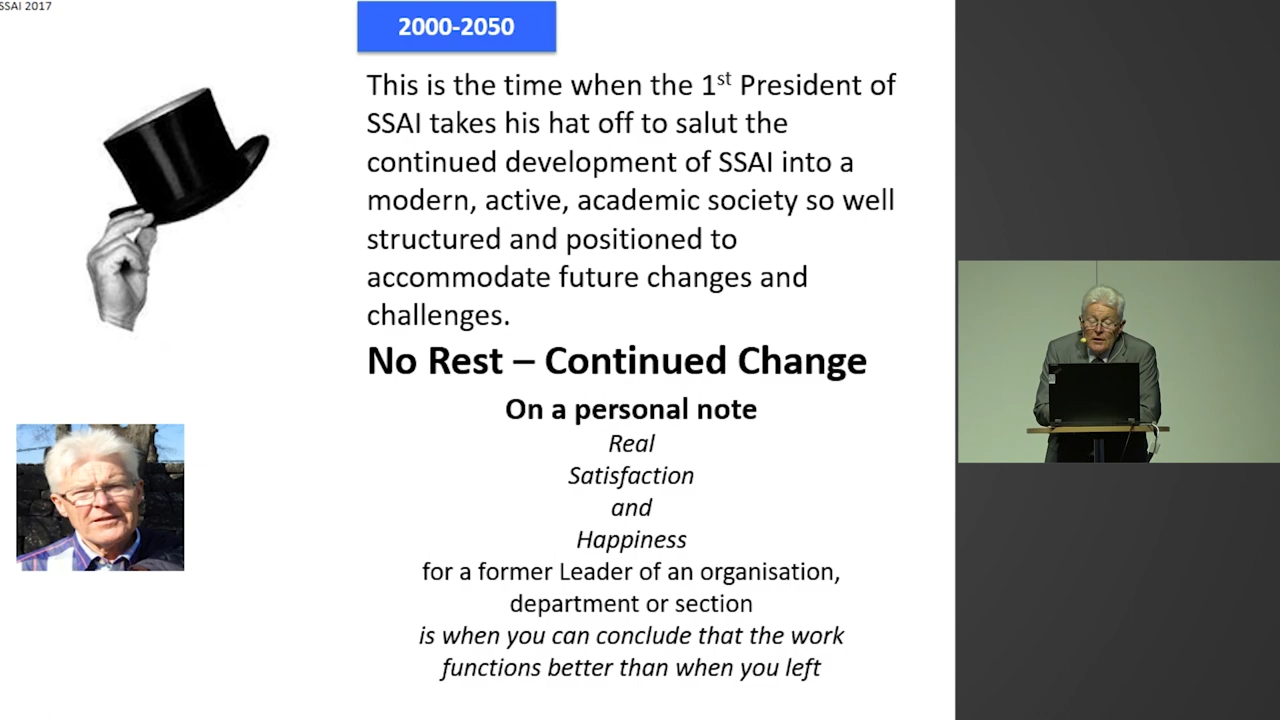 SSAI 2017
2000-2050
This is the time when the 1st President of
SSAI takes his hat off to salut the
continued development of SSAI into a
modern, active, academic society so well
structured and positioned to
accommodate future changes and
challenges.
No Rest – Continued Change
On a personal note
Real
Satisfaction
and
Happiness
for a former Leader of an organisation,
department or section
is when you can conclude that the work
functions better than when you left